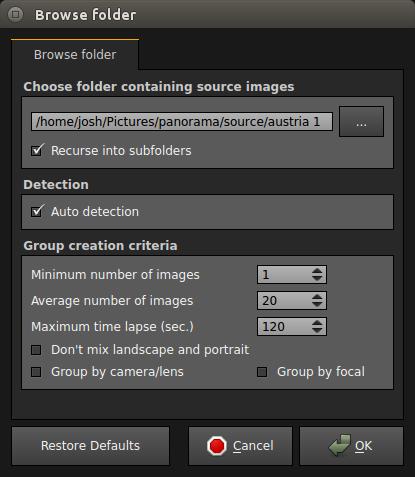 Browse folder
Browse folder
Choose folder containing source images
/home/josh/Pictures/panorama/source/austria 1 ...
Recurse into subfolders
Detection
Auto detection
Group creation criteria
Minimum number of images 1
Average number of images 20
Maximum time lapse (sec.) 120
Don't mix landscape and portrait
Group by camera/lens Group by focal
Restore Defaults Cancel OK